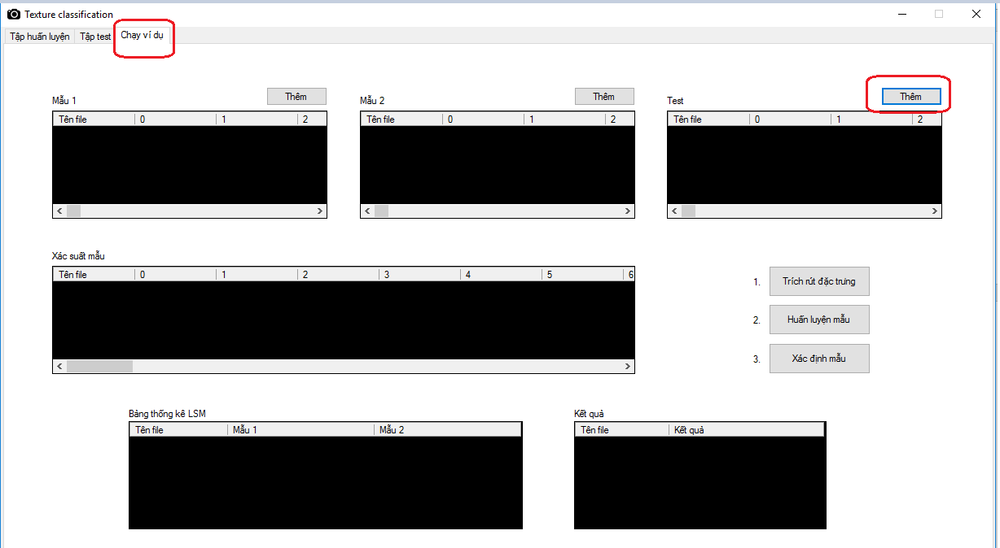 Texture classification
Tập huấn luyện Tập test Chạy ví dụ
Mẫu 1 Thêm Mẫu 2 Thêm Test Thêm
Tên file 0 1 2 Tên file 0 1 2 Tên file 0 1 2
Xác suất mẫu
Tên file 0 1 2 3 4 5 6
1. Trích rút đặc trưng
2. Huấn luyện mẫu
3. Xác định mẫu
Bảng thống kê LSM Kết quả
Tên file Mẫu 1 Mẫu 2 Tên file Kết quả